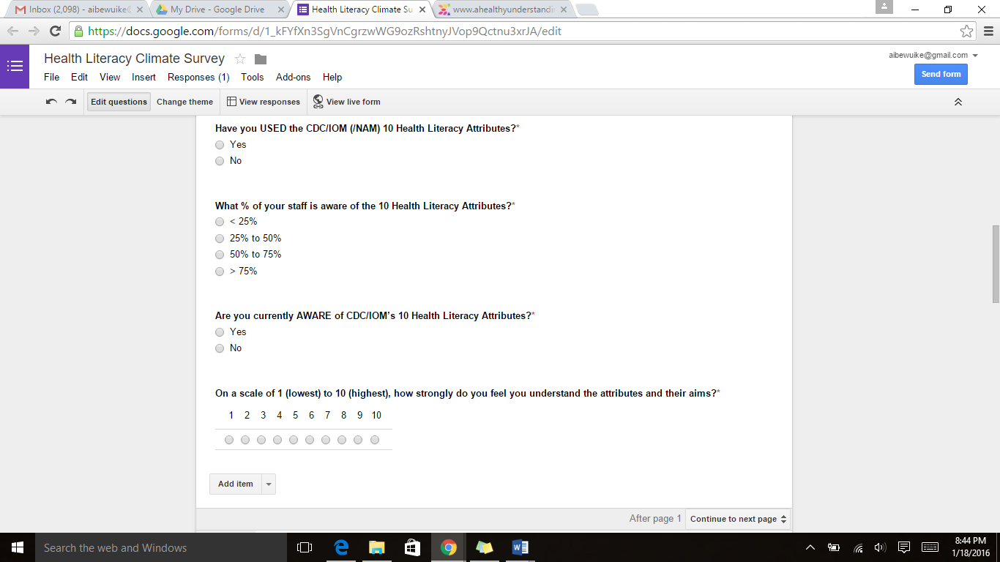 Inbox (2,098) - aibewuike
My Drive - Google Drive
Health Literacy Climate Su
www.ahealthyunderstandi
https://docs.google.com/forms/d/1_kFYfXn3SgVnCgrzwWG9ozRshtnyJVop9Qctnu3xrJA/edit
Health Literacy Climate Survey
aibewuike@gmail.com
File Edit View Insert Responses (1) Tools Add-ons Help
Send form
Edit questions Change theme View responses View live form
Have you USED the CDC/IOM (/NAM) 10 Health Literacy Attributes?*
Yes
No
What % of your staff is aware of the 10 Health Literacy Attributes?*
< 25%
25% to 50%
50% to 75%
> 75%
Are you currently AWARE of CDC/IOM's 10 Health Literacy Attributes?*
Yes
No
On a scale of 1 (lowest) to 10 (highest), how strongly do you feel you understand the attributes and their aims?*
1 2 3 4 5 6 7 8 9 10
Add item
After page 1 Continue to next page
Search the web and Windows
8:44 PM
1/18/2016